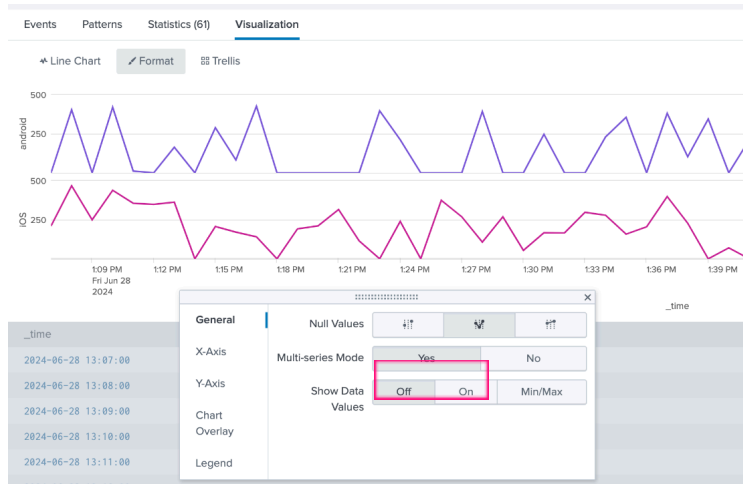 Events Patterns Statistics (61) Visualization
Line Chart Format Trellis
500
android
250
500
iOS
250
1:09 PM 1:12 PM 1:15 PM 1:18 PM 1:21 PM 1:24 PM 1:27 PM 1:30 PM 1:33 PM 1:36 PM 1:39 PM
Fri Jun 28
2024
_time
_time
General
X-Axis
Y-Axis
Chart
Overlay
Legend
Null Values
Multi-series Mode Yes No
Show Data
Values
Off On Min/Max
2024-06-28 13:07:00
2024-06-28 13:08:00
2024-06-28 13:09:00
2024-06-28 13:10:00
2024-06-28 13:11:00